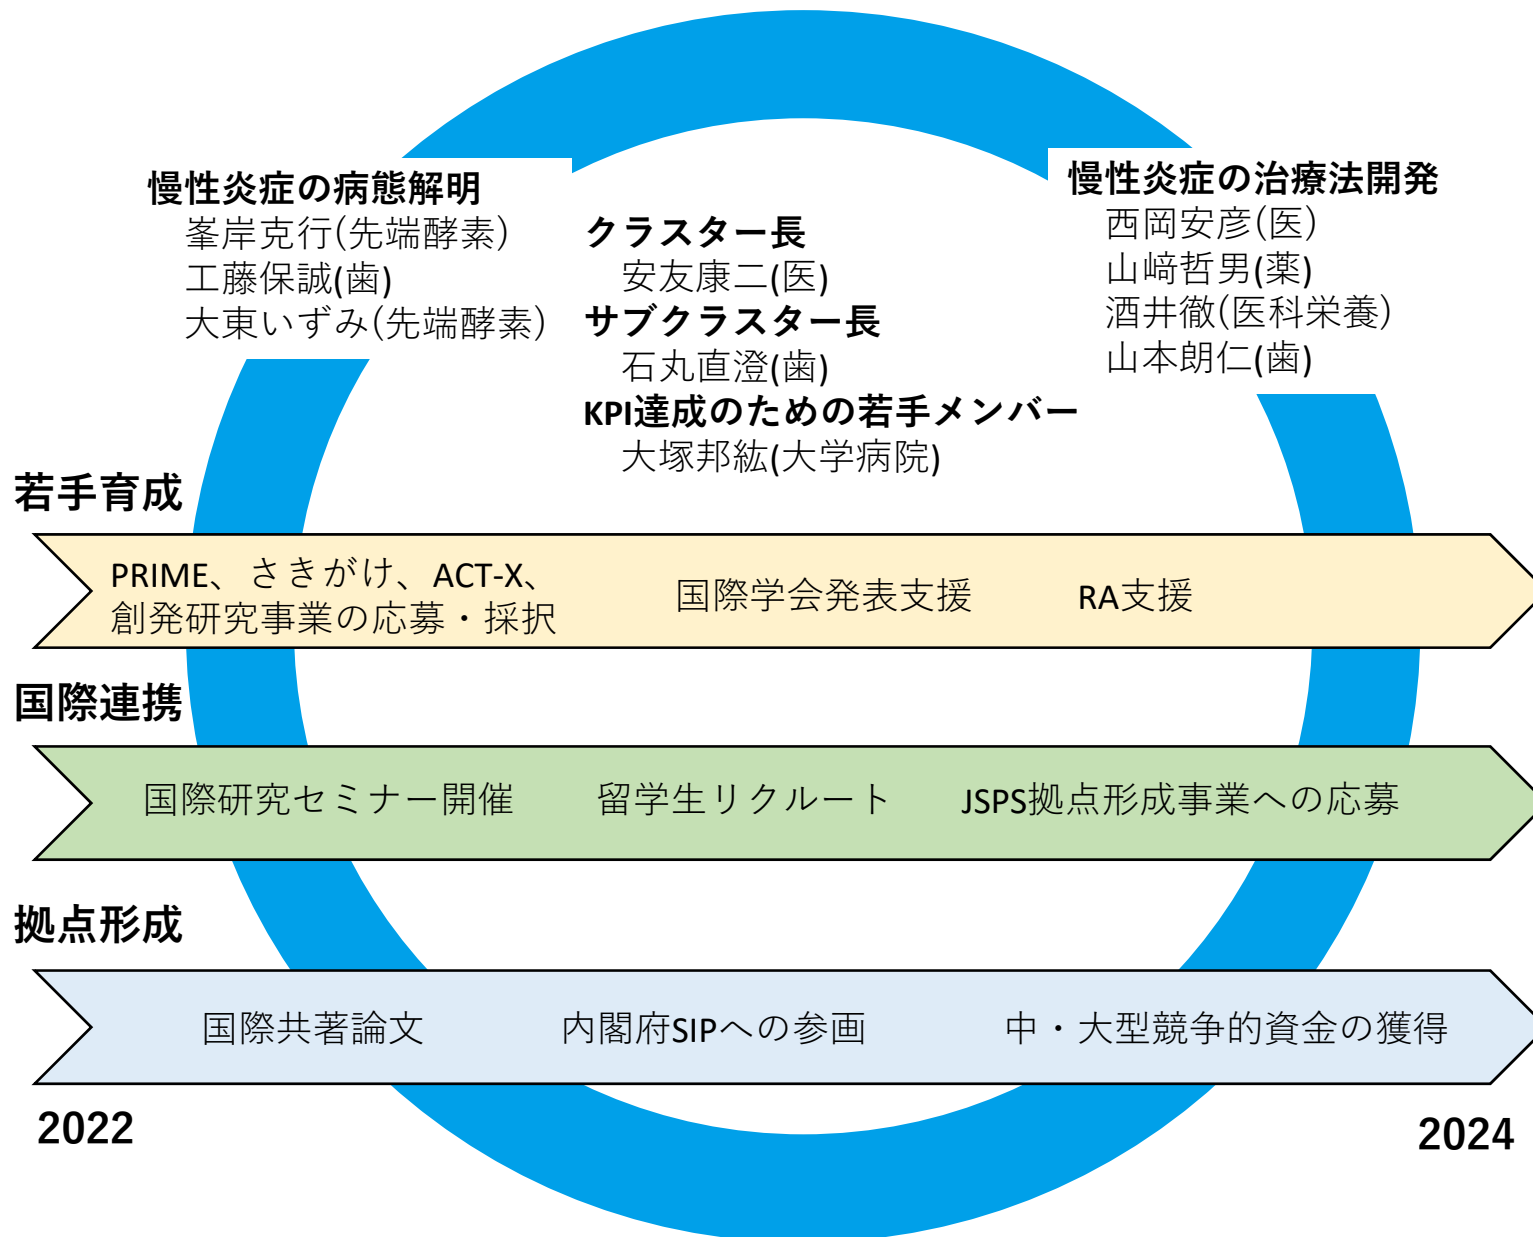 慢性炎症の病態解明
峯岸克行(先端酵素)
工藤保誠(歯)
大東いずみ(先端酵素)
クラスター長
安友康二(医)
サブクラスター長
石丸直澄(歯)
KPI達成のための若手メンバー
大塚邦紘(大学病院)
慢性炎症の治療法開発
西岡安彦(医)
山﨑哲男(薬)
酒井徹(医科栄養)
山本朗仁(歯)
若手育成
PRIME、さきがけ、ACT-X、
創発研究事業の応募・採択
国際学会発表支援
RA支援
国際連携
国際研究セミナー開催
留学生リクルート
JSPS拠点形成事業への応募
拠点形成
国際共著論文
内閣府SIPへの参画
中・大型競争的資金の獲得
2022
2024